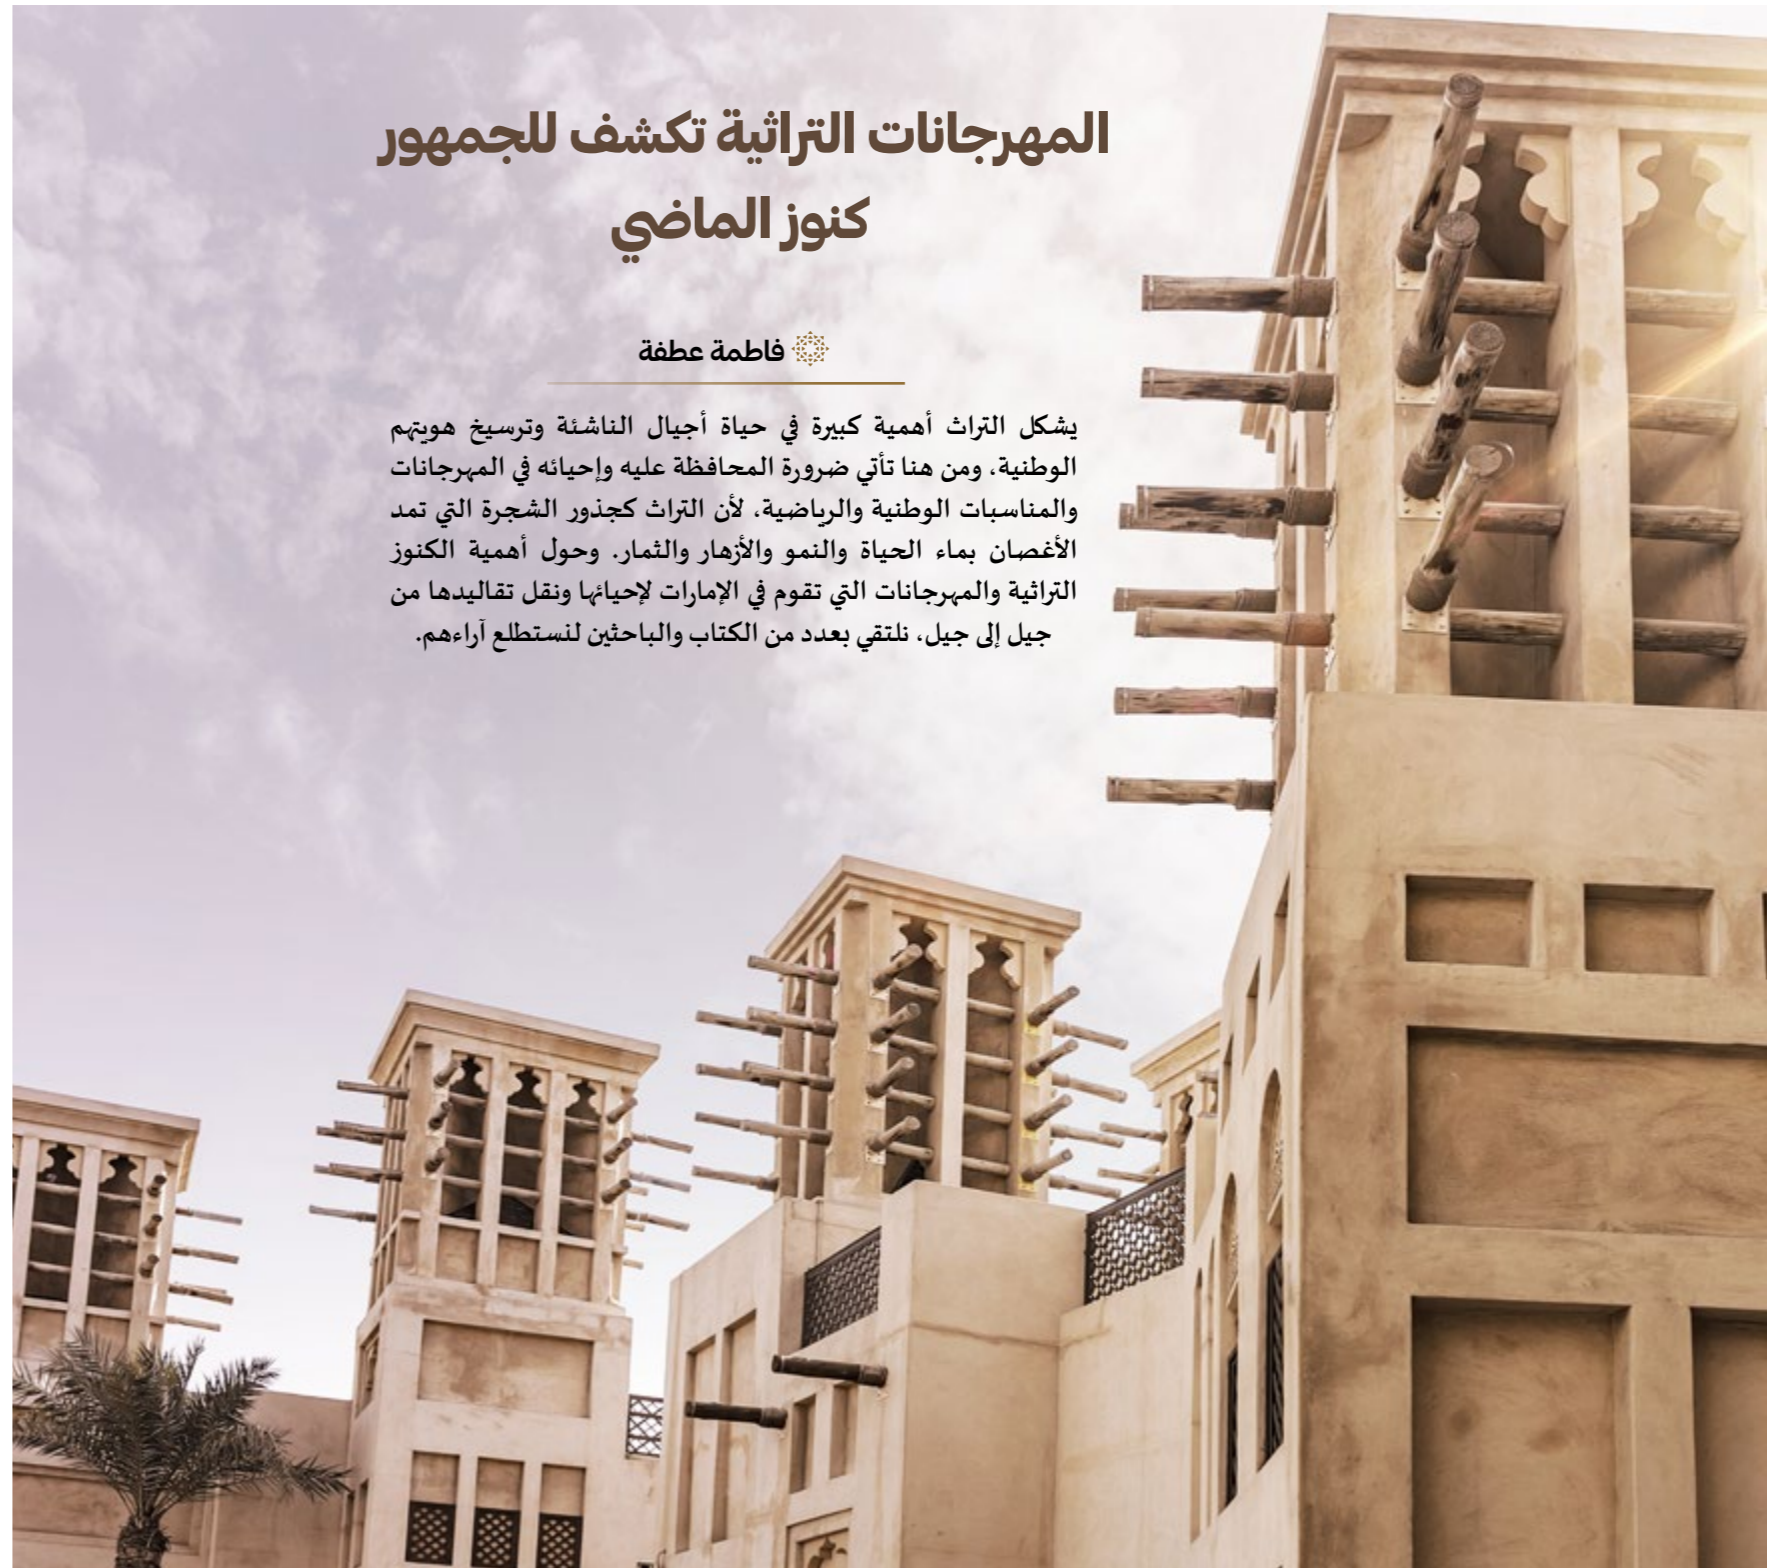 المهرجانات التراثية تكشف للجمهور
كنوز الماضي
فاطمة عطفة
يشكل التراث أهمية كبيرة في حياة أجيال الناشئة وترسيخ هويتهم
الوطنية، ومن هنا تأتي ضرورة المحافظة عليه وإحيائه في المهرجانات
والمناسبات الوطنية والرياضية، لأن التراث كجذور الشجرة التي تمد
الأغصان بماء الحياة والنمو والأزهار والثمار. وحول أهمية الكنوز
التراثية والمهرجانات التي تقوم في الإمارات لإحيائها ونقل تقاليدها من
جيل إلى جيل، نلتقي بعدد من الكتاب والباحثين لنستطلع آراءهم.